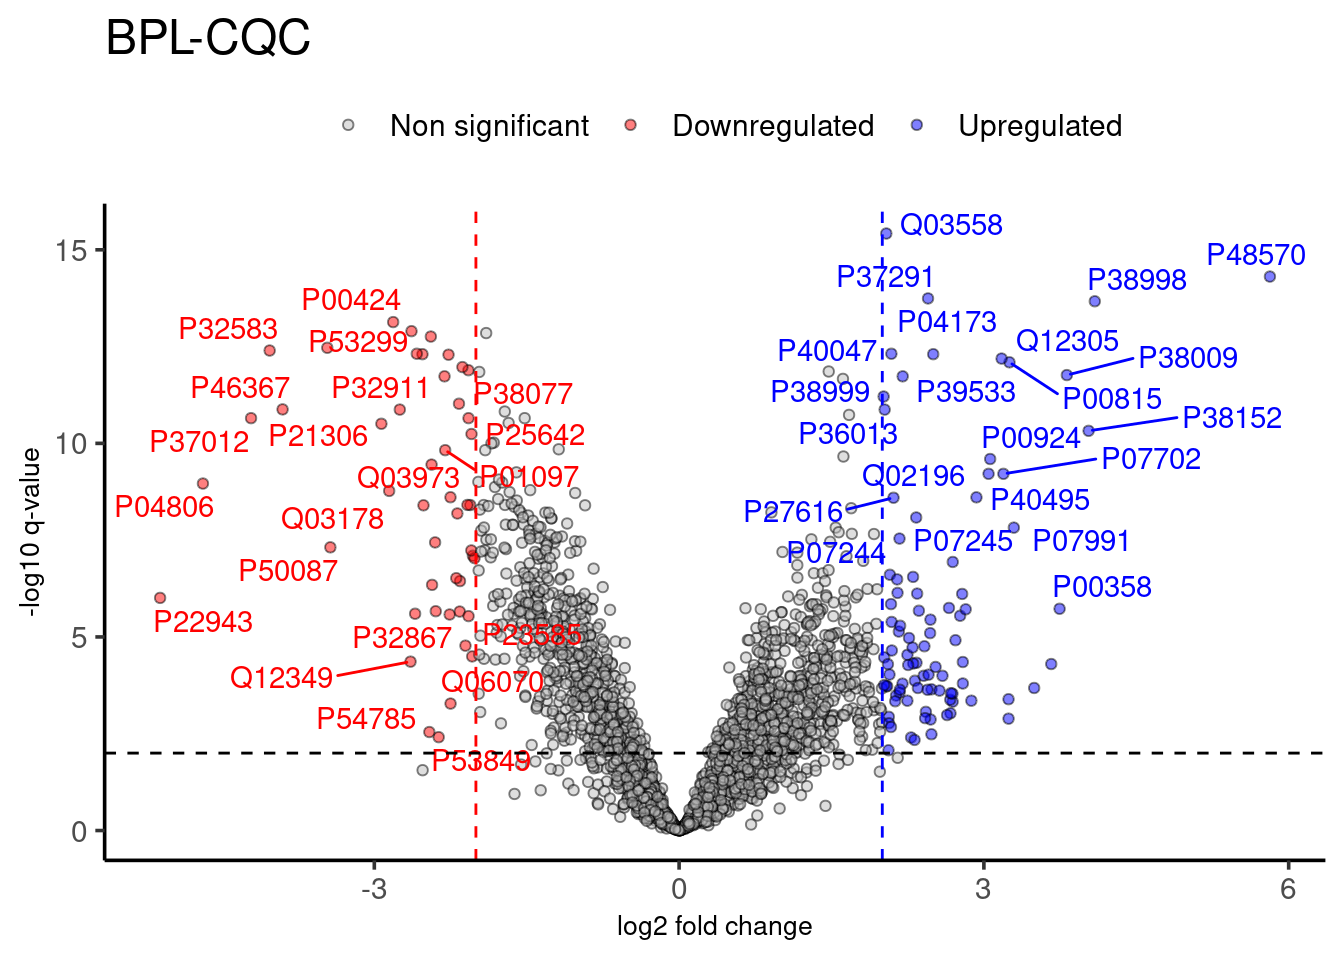 BPL-CQC
Non significant
Downregulated
Upregulated
Q03558
P48570
P37291
P38998
P00424
P04173
P32583
P53299
Q12305
P40047
P38009
P46367
P32911
P38077
P38999
P39533
P00815
P38152
P37012
P21306
P25642
P36013
P00924
P07702
Q03973
P01097
Q02196
P04806
Q03178
P27616
P40495
P50087
P07244
P07245
P07991
P22943
P00358
P32867
P23585
Q12349
Q06070
P54785
P53849
15
10
5
0
-3
0
3
6
-log10 q-value
log2 fold change